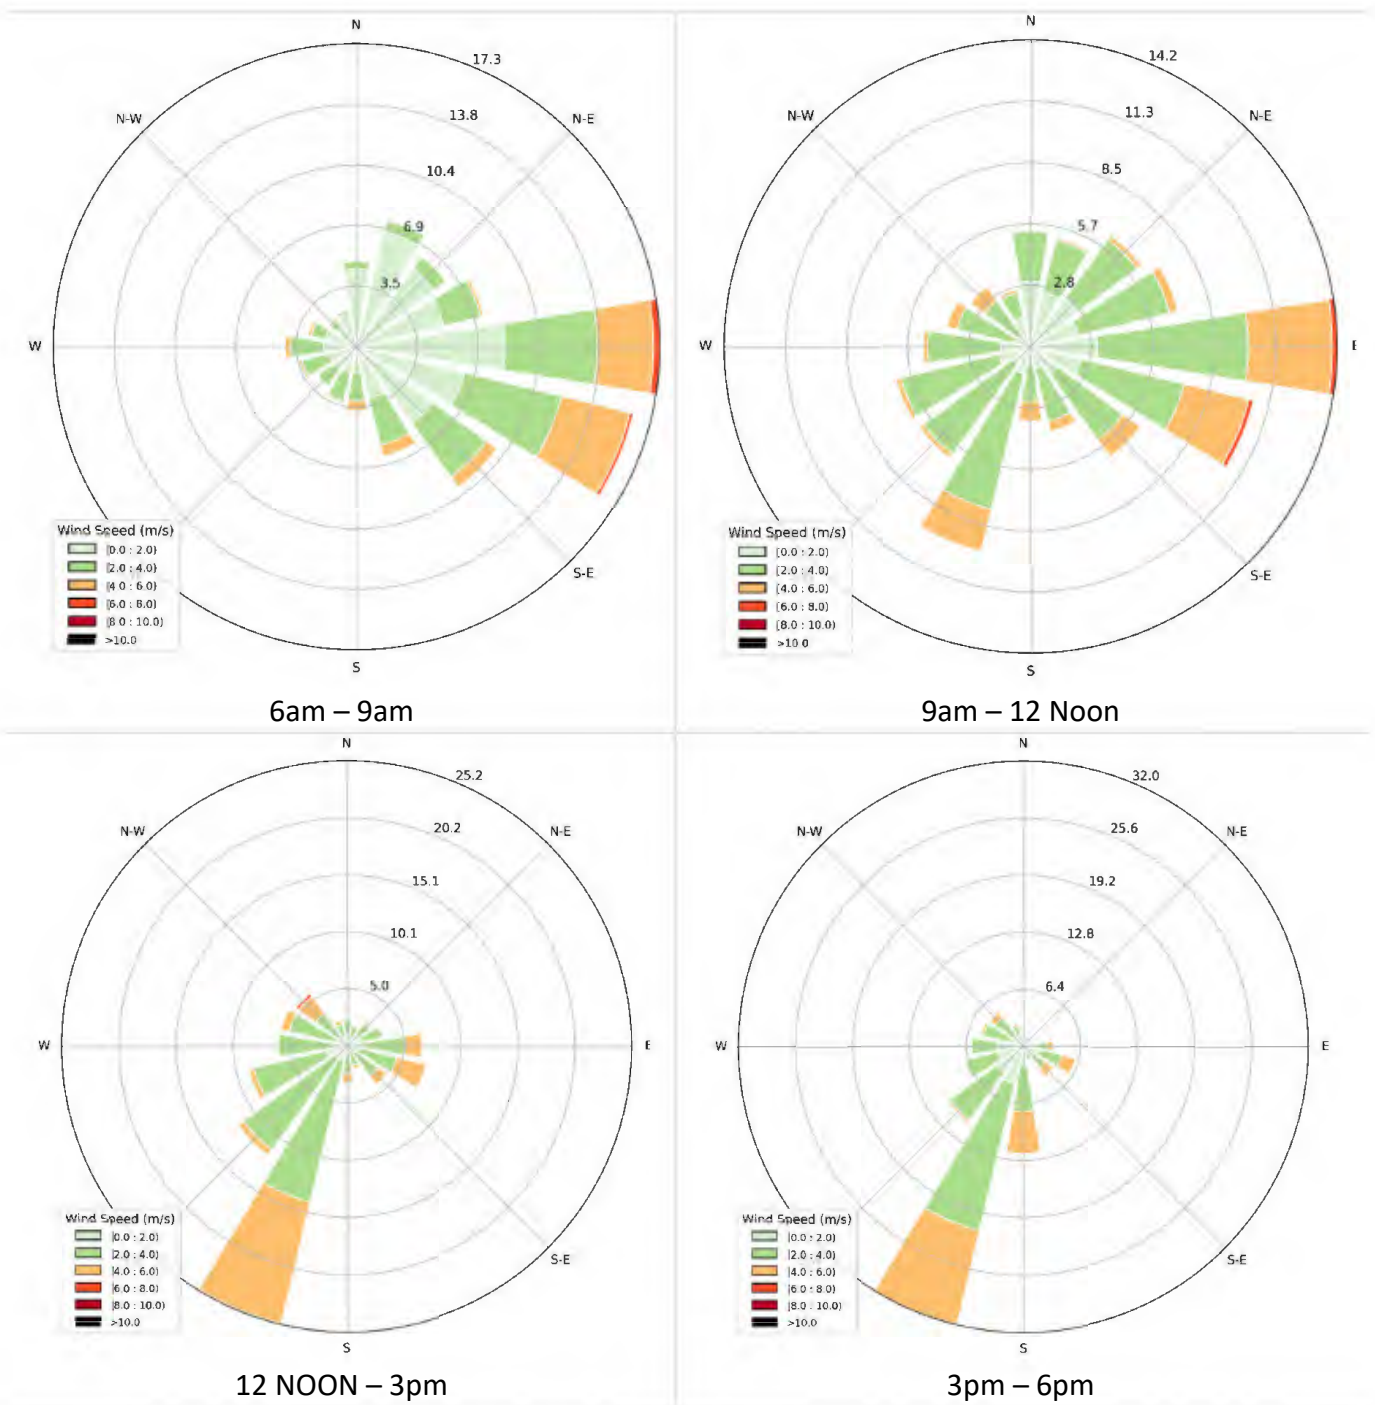 N
17.3
13.8
N-W
N-E
10.4
6.9
3.5
W
Wind Speed (m/s)
[0.0 : 2.0)
[2.0 : 4.0)
[4.0 : 6.0)
[6.0 : 8.0)
[8.0 : 10.0)
>10.0
S-E
S
6am – 9am
N
14.2
11.3
N-W
N-E
8.5
5.7
2.8
W
E
Wind Speed (m/s)
[0.0 : 2.0)
[2.0 : 4.0)
[4.0 : 6.0)
[6.0 : 8.0)
[8.0 : 10.0)
>10.0
S-E
S
9am – 12 Noon
N
25.2
20.2
N-W
N-E
15.1
10.1
5.0
W
E
Wind Speed (m/s)
[0.0 : 2.0)
[2.0 : 4.0)
[4.0 : 6.0)
[6.0 : 8.0)
[8.0 : 10.0)
>10.0
S-E
S
12 NOON – 3pm
N
32.0
25.6
N-W
N-E
19.2
12.8
6.4
W
E
Wind Speed (m/s)
[0.0 : 2.0)
[2.0 : 4.0)
[4.0 : 6.0)
[6.0 : 8.0)
[8.0 : 10.0)
>10.0
S-E
S
3pm – 6pm